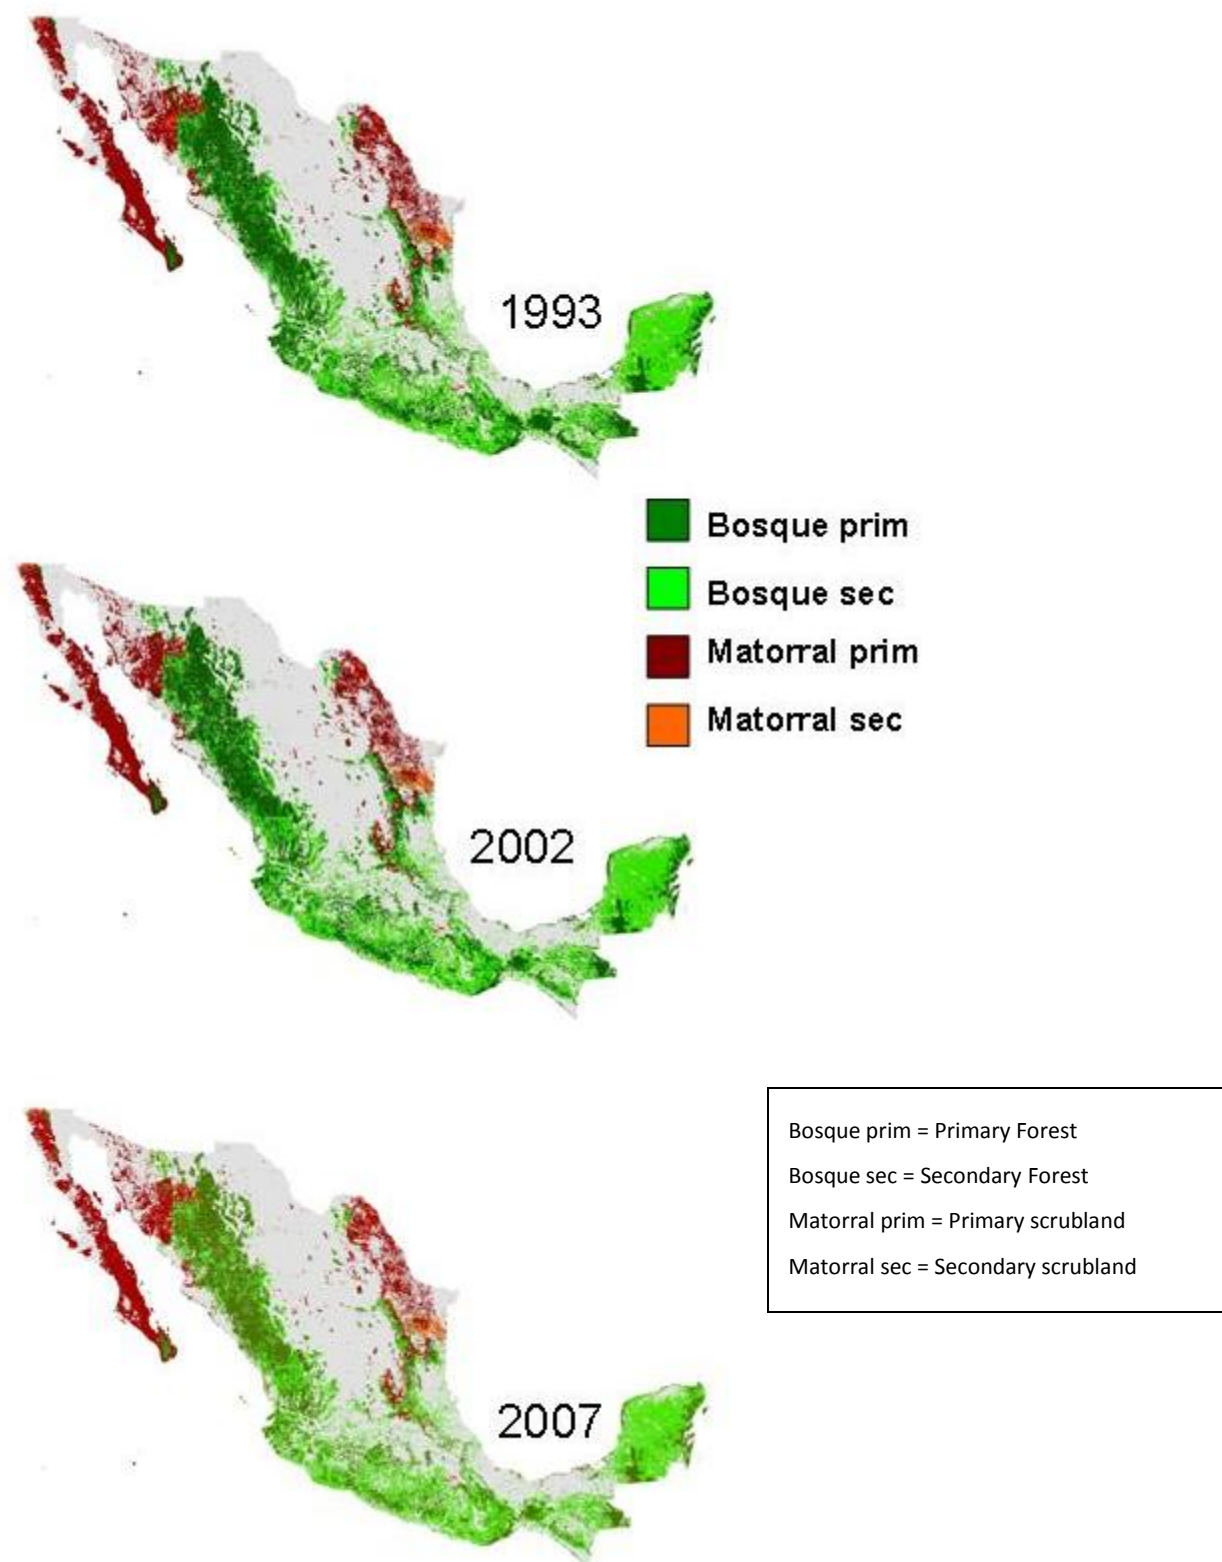 1993
Bosque prim
Bosque sec
Matorral prim
Matorral sec
2002
Bosque prim = Primary Forest
Bosque sec = Secondary Forest
Matorral prim = Primary scrubland
Matorral sec = Secondary scrubland
2007